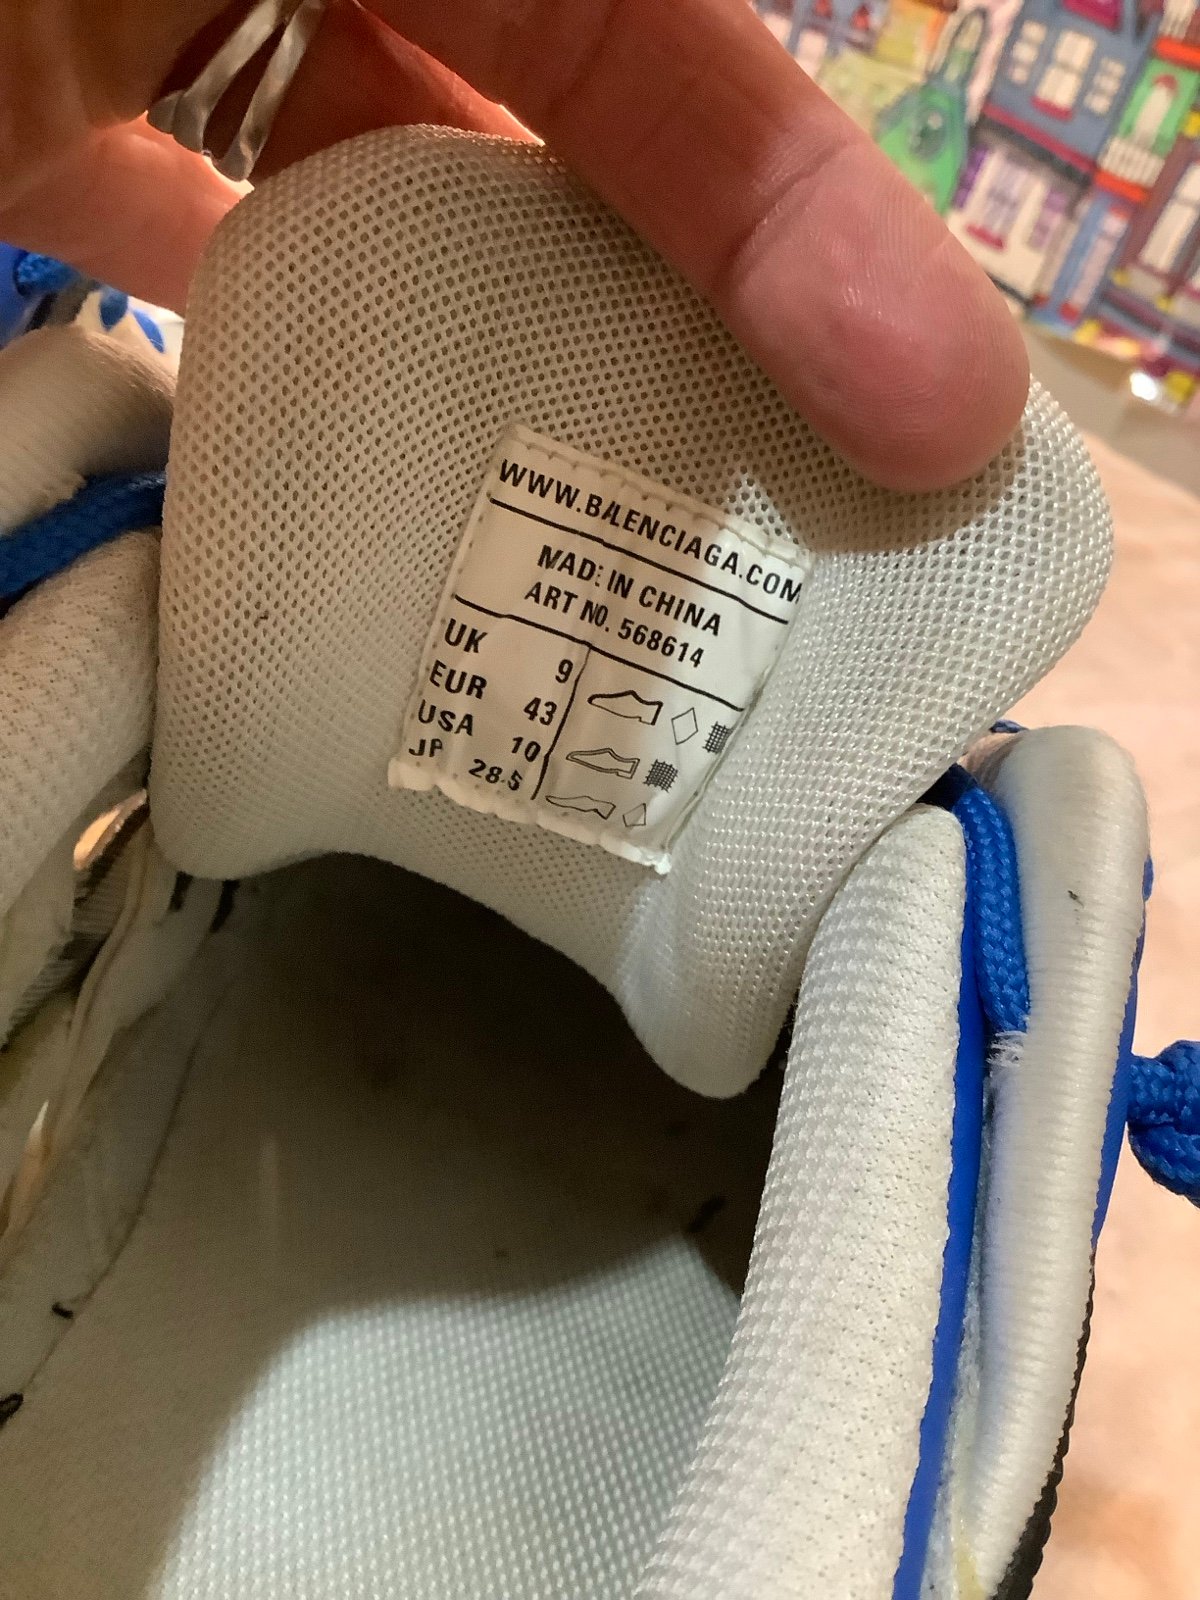 WWW.BALENCIAGA.COM
MADE IN CHINA
ART NO. 568614
UK 9
EUR 43
USA 10
JP 28.5